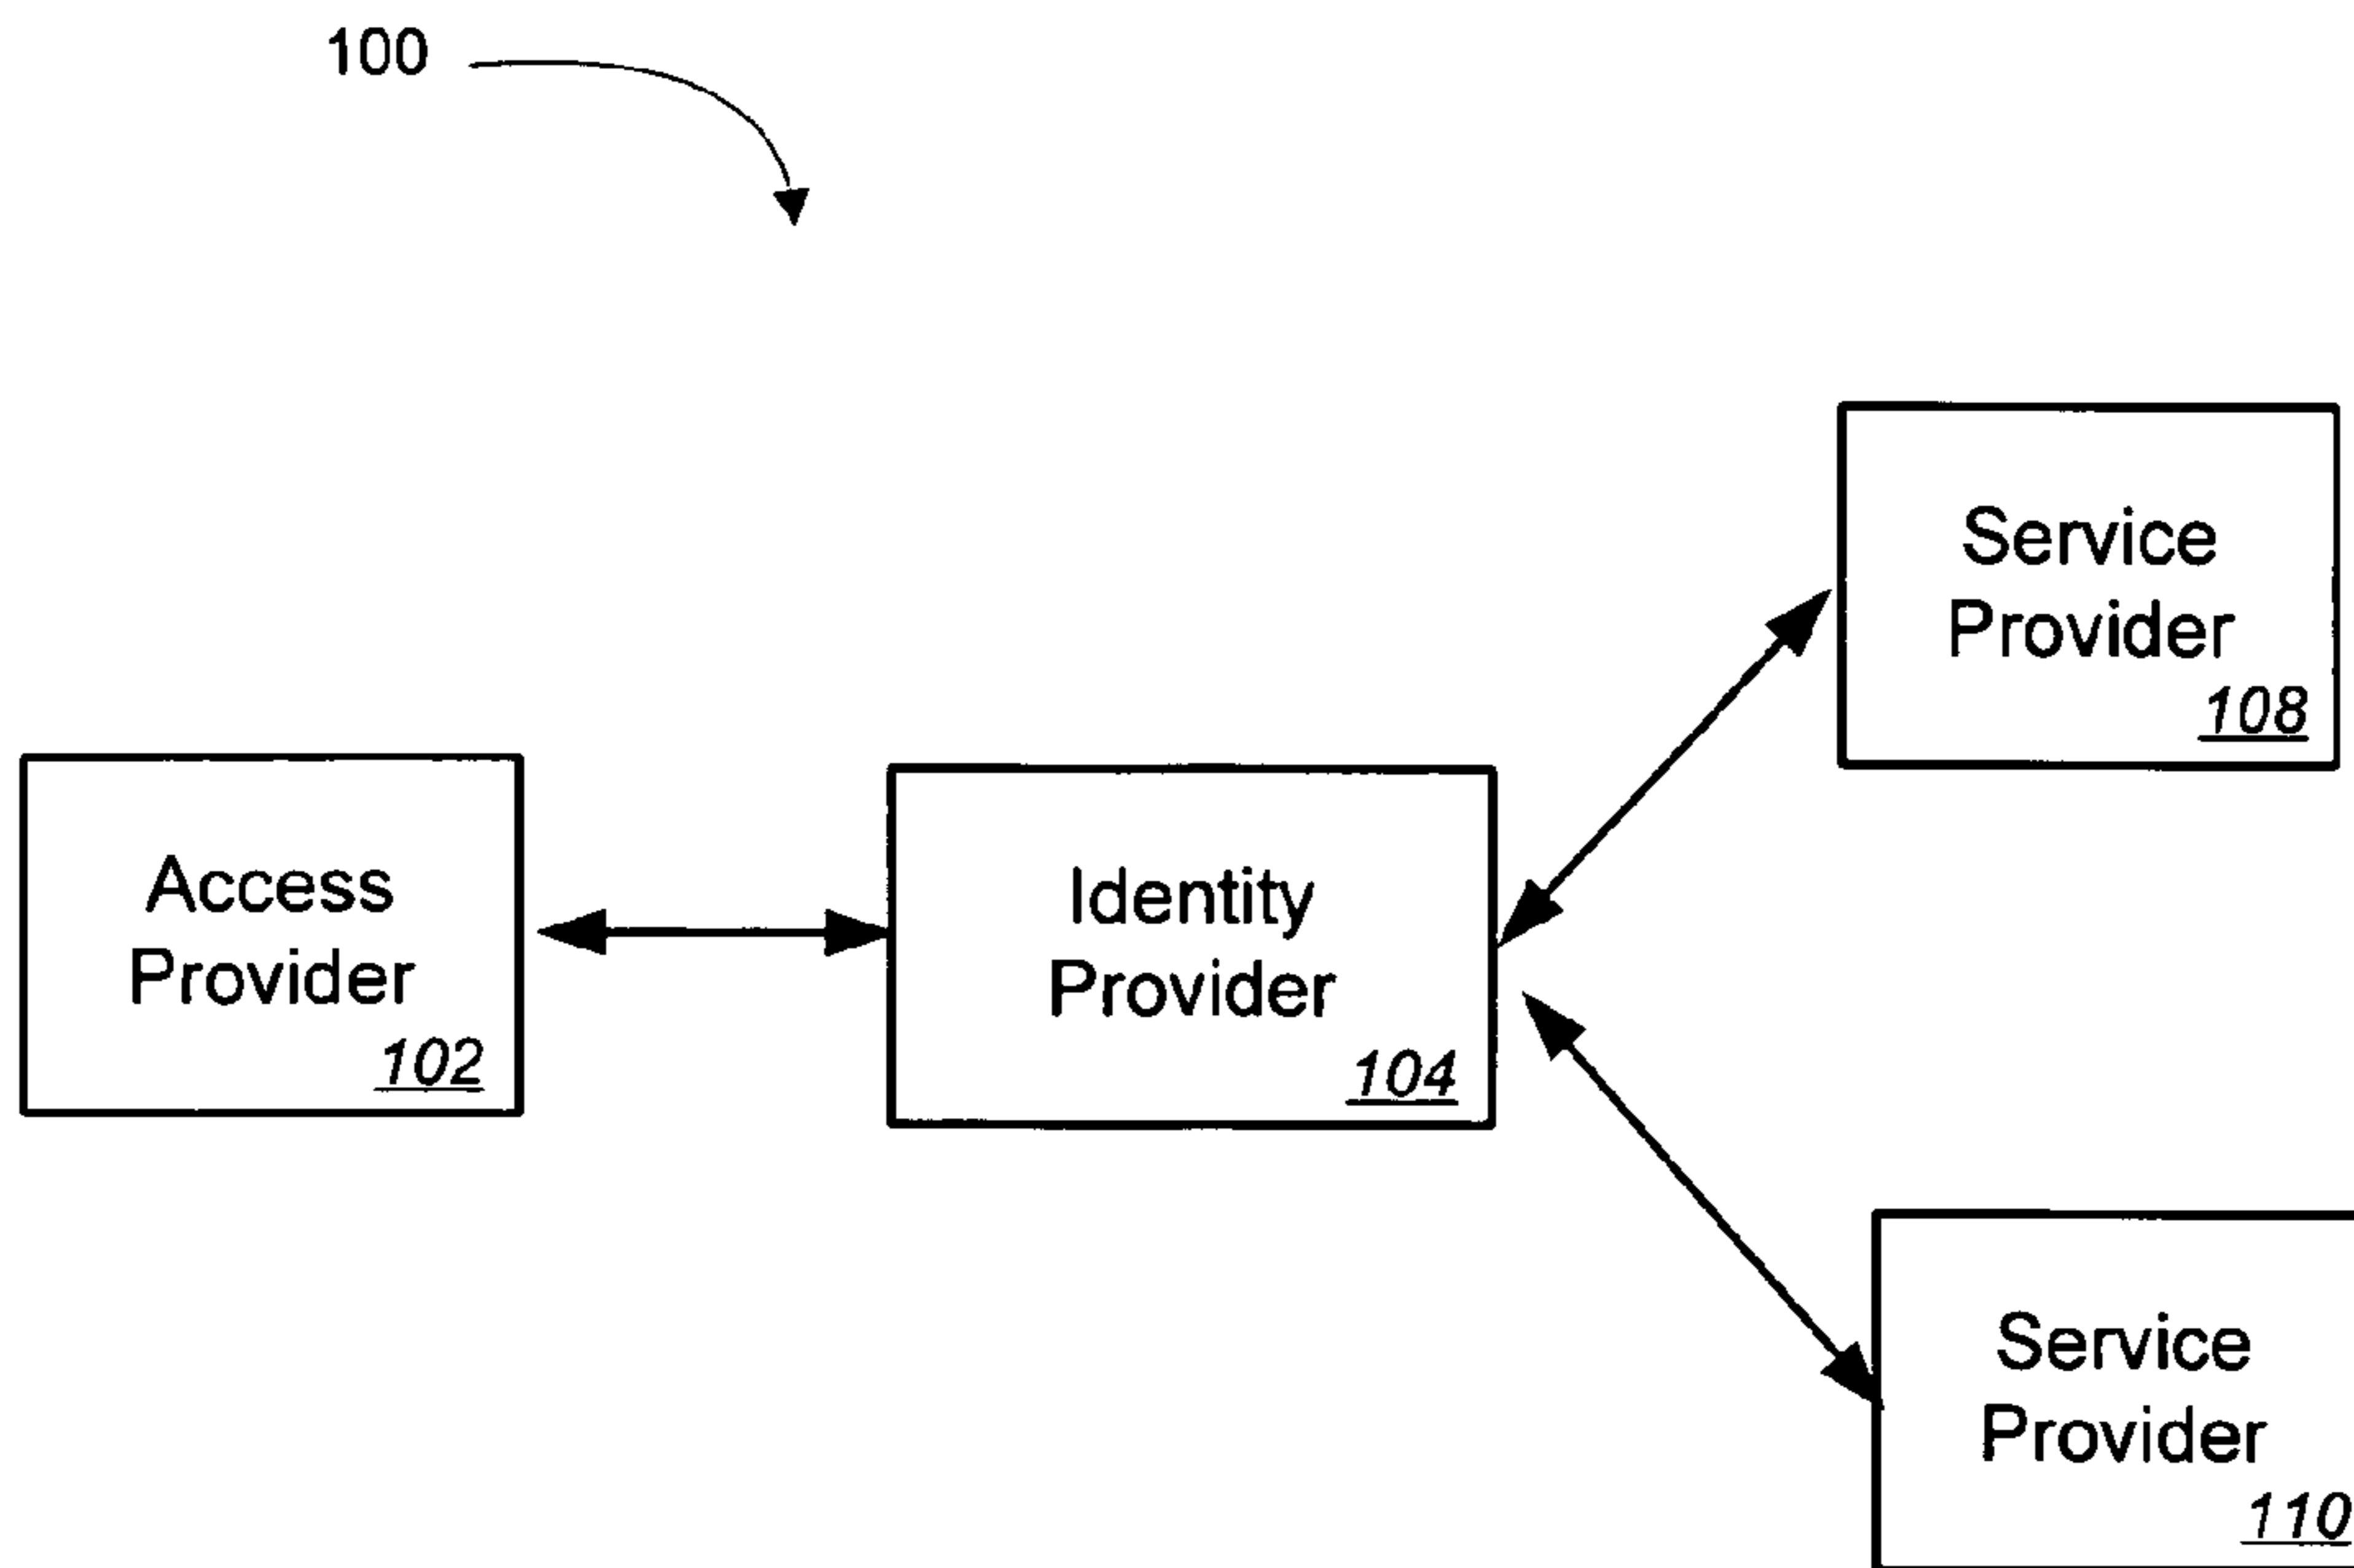 100
Service
Provider
108
Access
Provider
102
Identity
Provider
104
Service
Provider
110